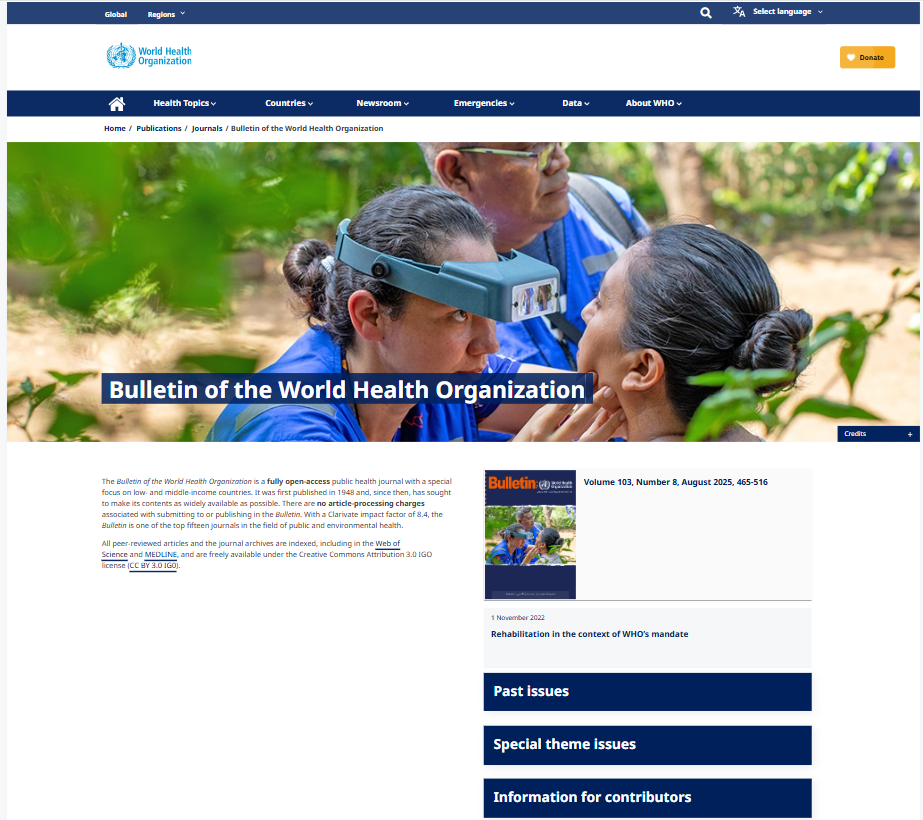 Global Regions Select language
World Health
Organization
Donate
Health Topics Countries Newsroom Emergencies Data About WHO
Home / Publications / Journals / Bulletin of the World Health Organization
Bulletin of the World Health Organization
Credits +
The Bulletin of the World Health Organization is a fully open-access public health journal with a special
focus on low- and middle-income countries. It was first published in 1948 and, since then, has sought
to make its contents as widely available as possible. There are no article-processing charges
associated with submitting to or publishing in the Bulletin. With a Clarivate impact factor of 8.4, the
Bulletin is one of the top fifteen journals in the field of public and environmental health.
All peer-reviewed articles and the journal archives are indexed, including in the Web of
Science and MEDLINE, and are freely available under the Creative Commons Attribution 3.0 IGO
license (CC BY 3.0 IGO).
Bulletin
World Health
Organization
Volume 103, Number 8, August 2025, 465-516
1 November 2022
Rehabilitation in the context of WHO's mandate
Past issues
Special theme issues
Information for contributors